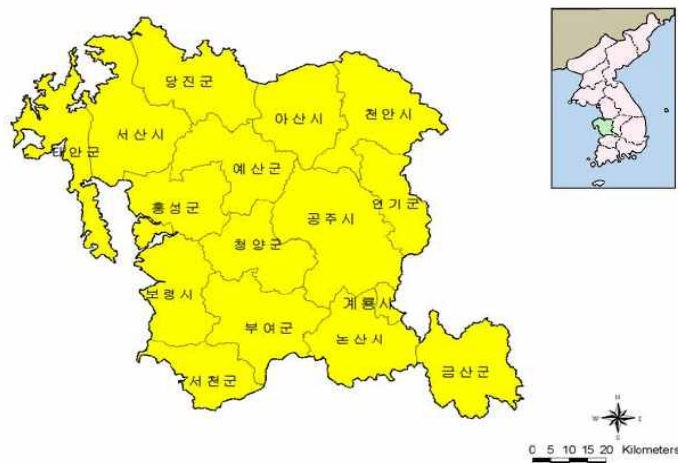 당진군
아산시
천안시
서산시
태안군
예산군
홍성군
공주시
연기군
청양군
보령시
계룡시
부여군
논산시
금산군
서천군
N
W E
S
0 5 10 15 20 Kilometers